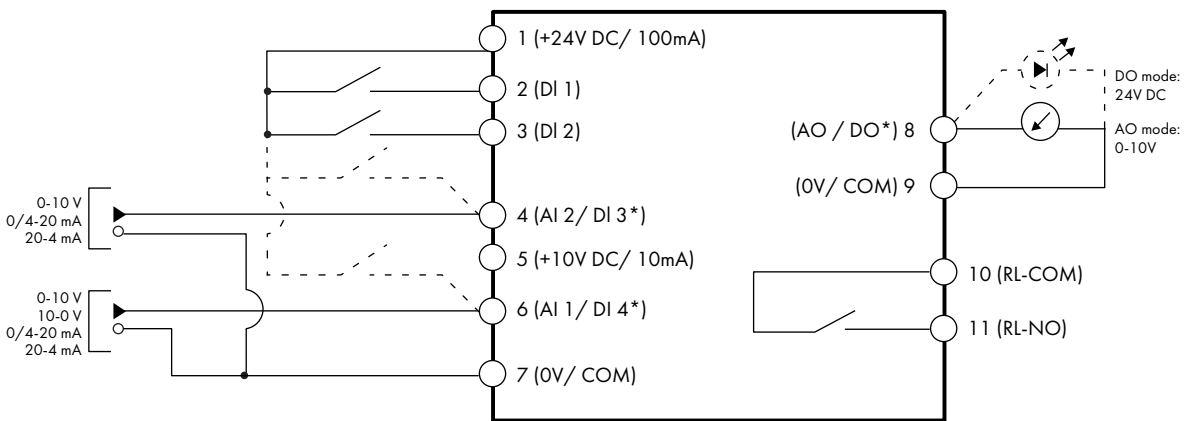 1 (+24V DC/ 100mA)
2 (DI 1)
3 (DI 2)
4 (AI 2/ DI 3*)
5 (+10V DC/ 10mA)
6 (AI 1/ DI 4*)
7 (0V/ COM)
0-10 V
0/4-20 mA
20-4 mA
0-10 V
10-0 V
0/4-20 mA
20-4 mA
(AO / DO*) 8
(0V/ COM) 9
10 (RL-COM)
11 (RL-NO)
DO mode:
24V DC
AO mode:
0-10V